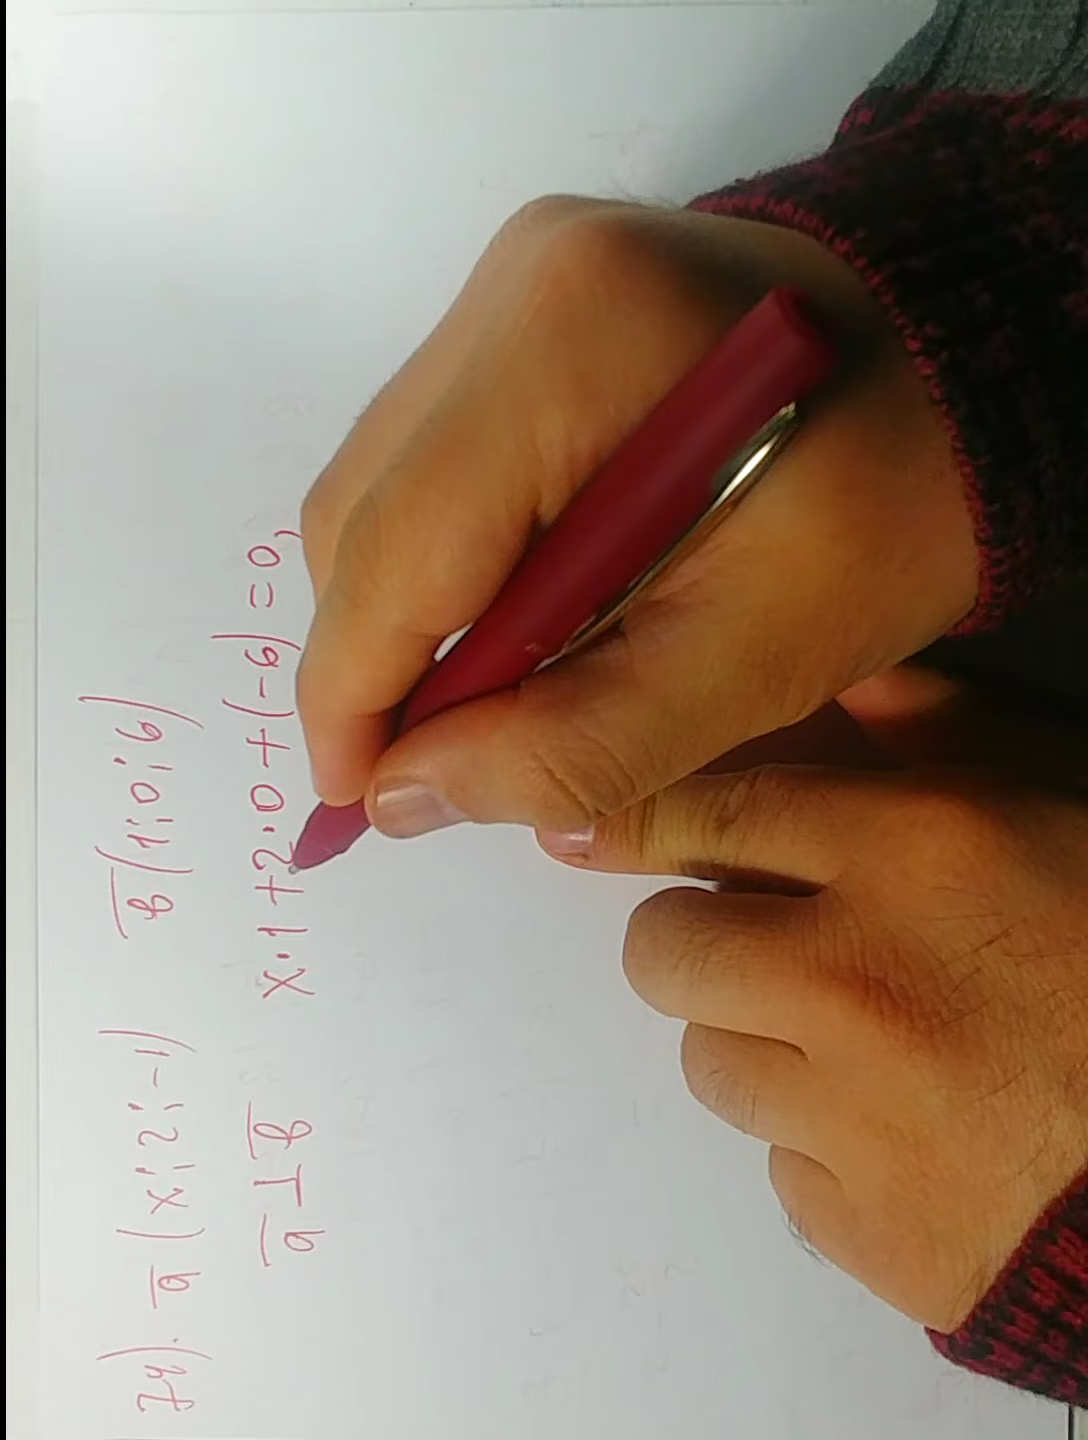 74). a̅ (x; 2; -1) b̅ (1; 0; 6)
a̅ ⊥ b̅ x·1+2·0+(-6)=0,